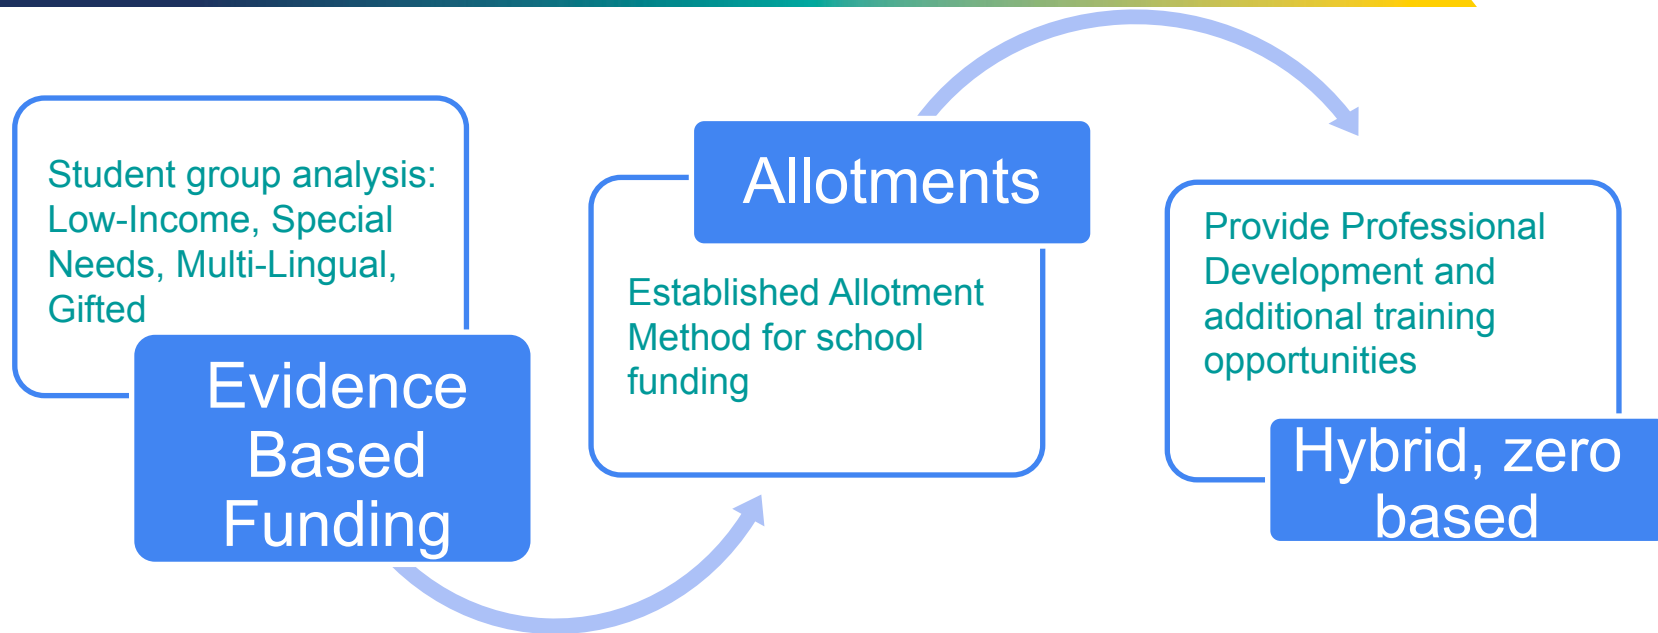 Student group analysis:
Low-Income, Special
Needs, Multi-Lingual,
Gifted
Evidence
Based
Funding
Allotments
Established Allotment
Method for school
funding
Provide Professional
Development and
additional training
opportunities
Hybrid, zero
based